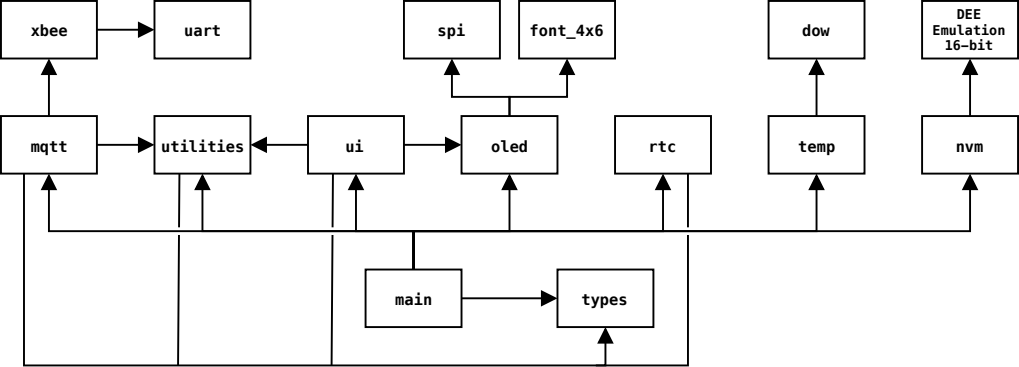 xbee
uart
spi
font_4x6
dow
DEE
Emulation
16-bit
mqtt
utilities
ui
oled
rtc
temp
nvm
main
types